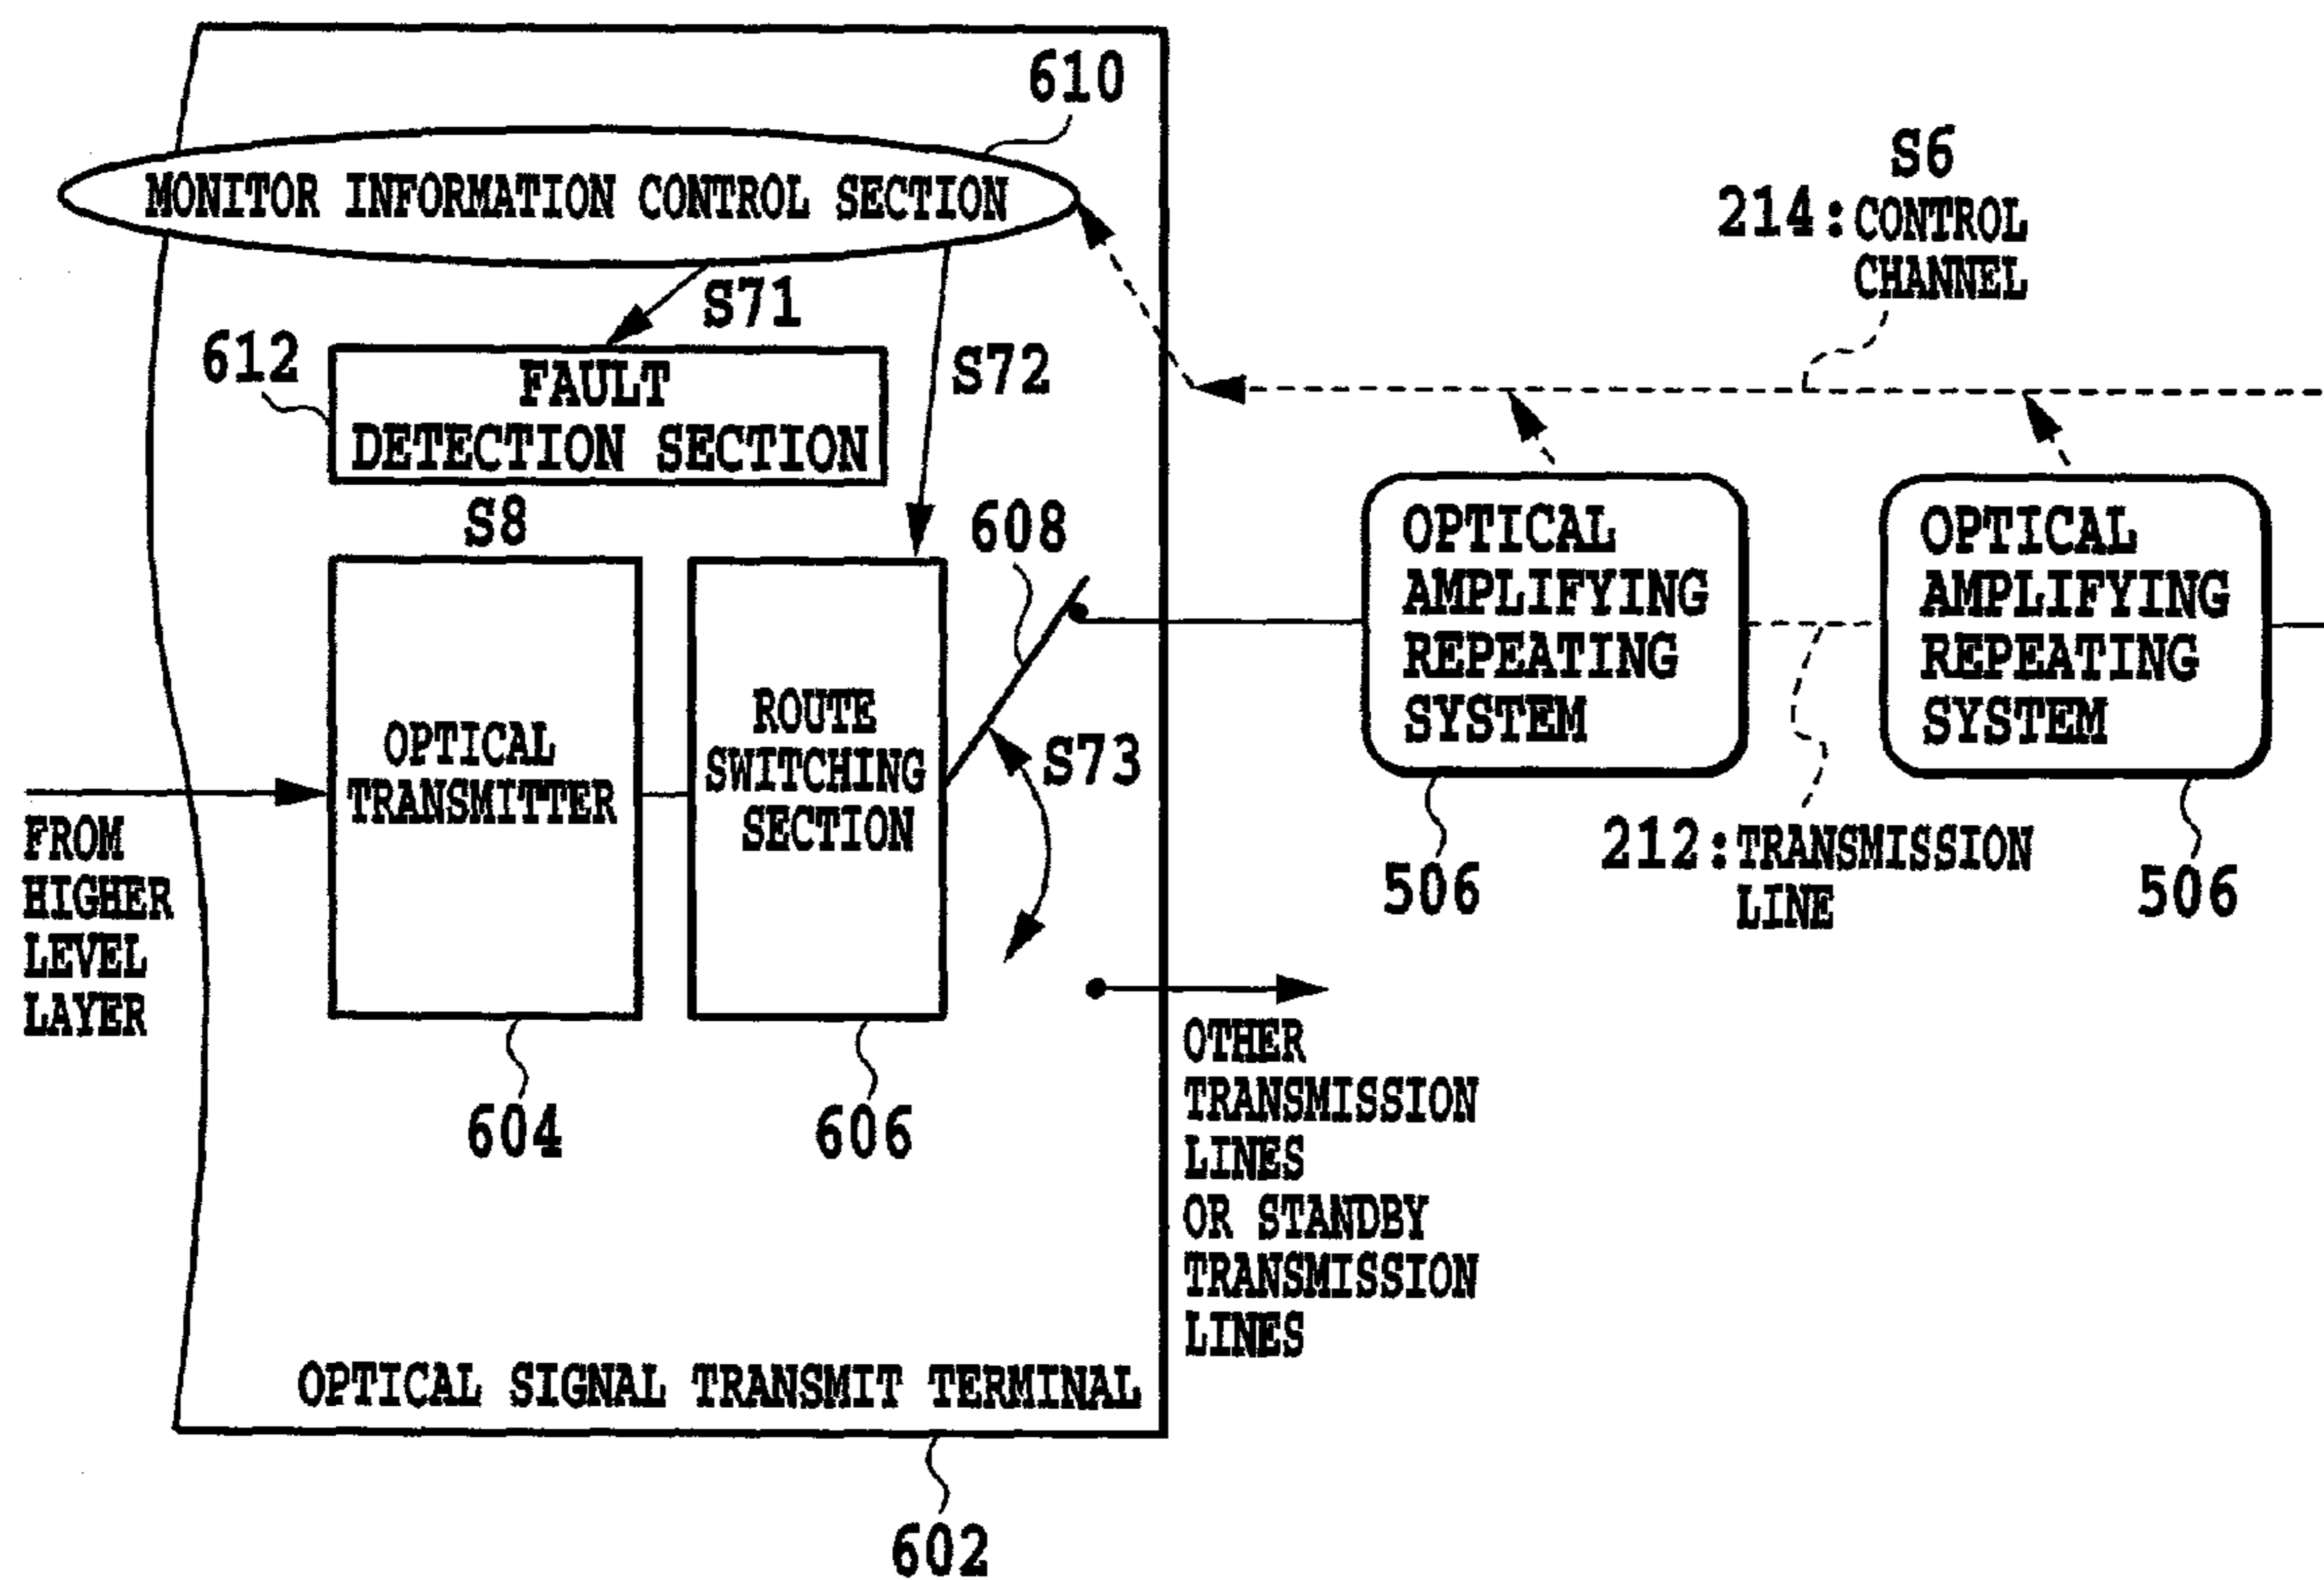 610
MONITOR INFORMATION CONTROL SECTION
S6
214:CONTROL
CHANNEL
S71
S72
612
FAULT
DETECTION SECTION
S8
608
OPTICAL
AMPLIFYING
REPEATING
SYSTEM
OPTICAL
AMPLIFYING
REPEATING
SYSTEM
OPTICAL
TRANSMITTER
ROUTE
SWITCHING
SECTION
S73
FROM
HIGHER
LEVEL
LAYER
506
212:TRANSMISSION
LINE
506
604
606
OTHER
TRANSMISSION
LINES
OR STANDBY
TRANSMISSION
LINES
OPTICAL SIGNAL TRANSMIT TERMINAL
602